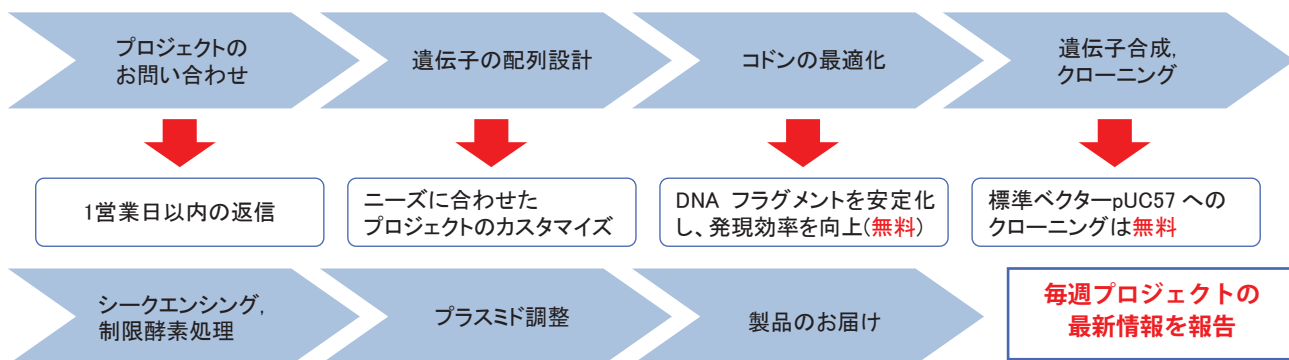 プロジェクトの
お問い合わせ
遺伝子の配列設計
コドンの最適化
遺伝子合成,
クローニング
1営業日以内の返信
ニーズに合わせた
プロジェクトのカスタマイズ
DNA フラグメントを安定化
し、発現効率を向上(無料)
標準ベクターpUC57 への
クローニングは無料
シークエンシング,
制限酵素処理
プラスミド調整
製品のお届け
毎週プロジェクトの
最新情報を報告